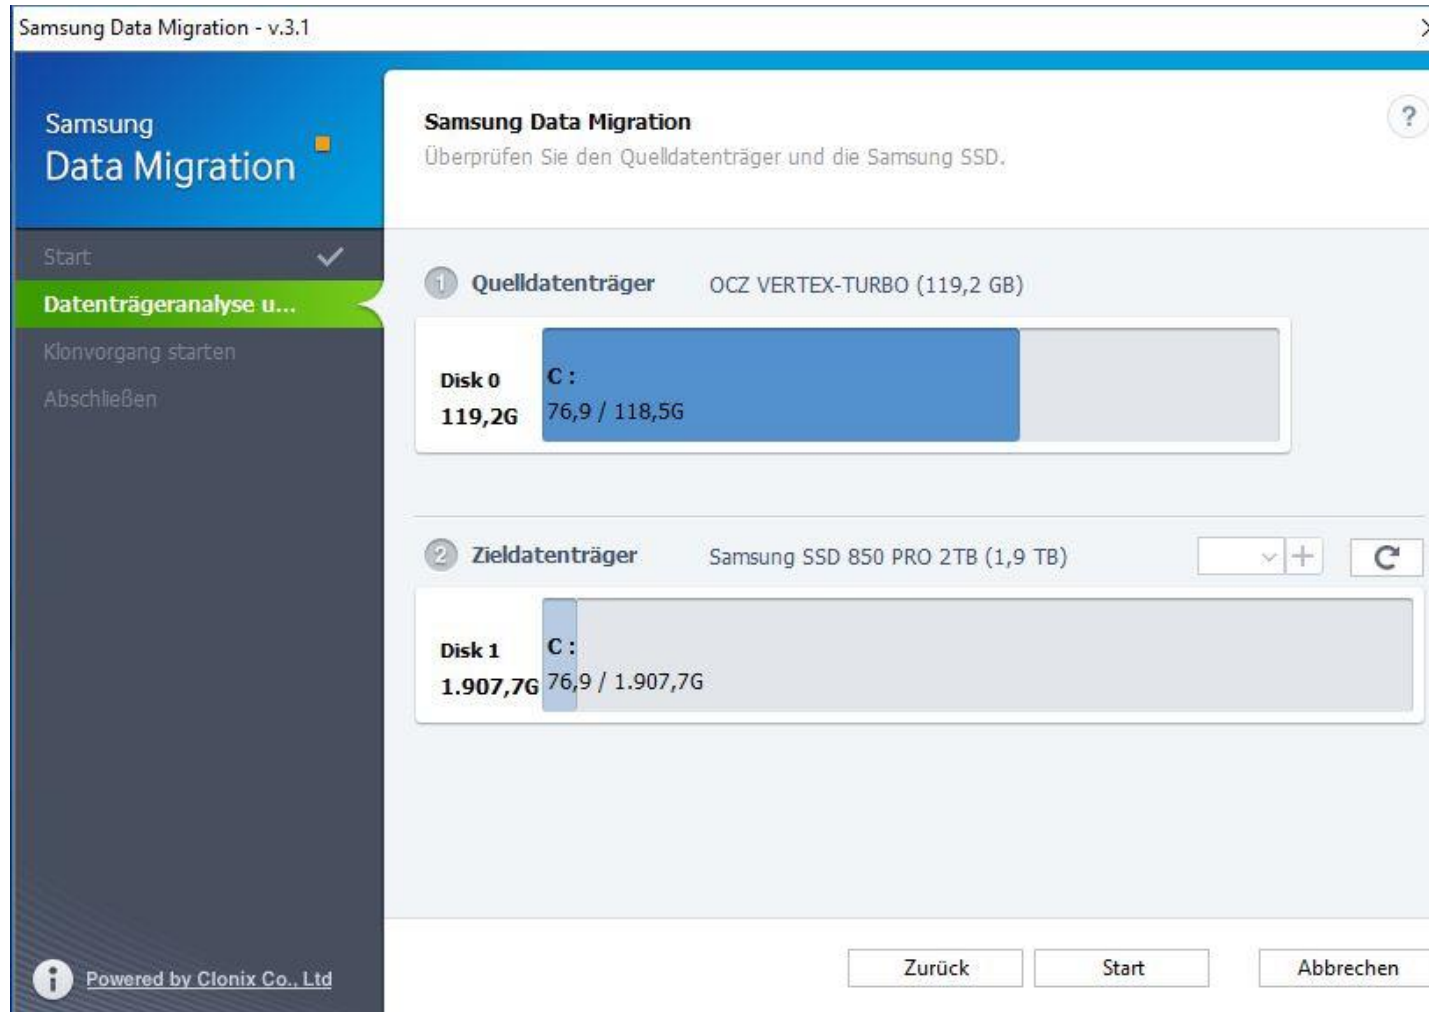 Samsung Data Migration - v.3.1
Samsung
Data Migration
Samsung Data Migration
Überprüfen Sie den Quelldatenträger und die Samsung SSD.
?
Start
Datenträgeranalyse u...
Klonvorgang starten
Abschließen
1 Quelldatenträger OCZ VERTEX-TURBO (119,2 GB)
Disk 0
119,2G
C :
76,9 / 118,5G
2 Zieldatenträger Samsung SSD 850 PRO 2TB (1,9 TB)
Disk 1
1.907,7G
C :
76,9 / 1.907,7G
Powered by Clonix Co., Ltd
Zurück Start Abbrechen